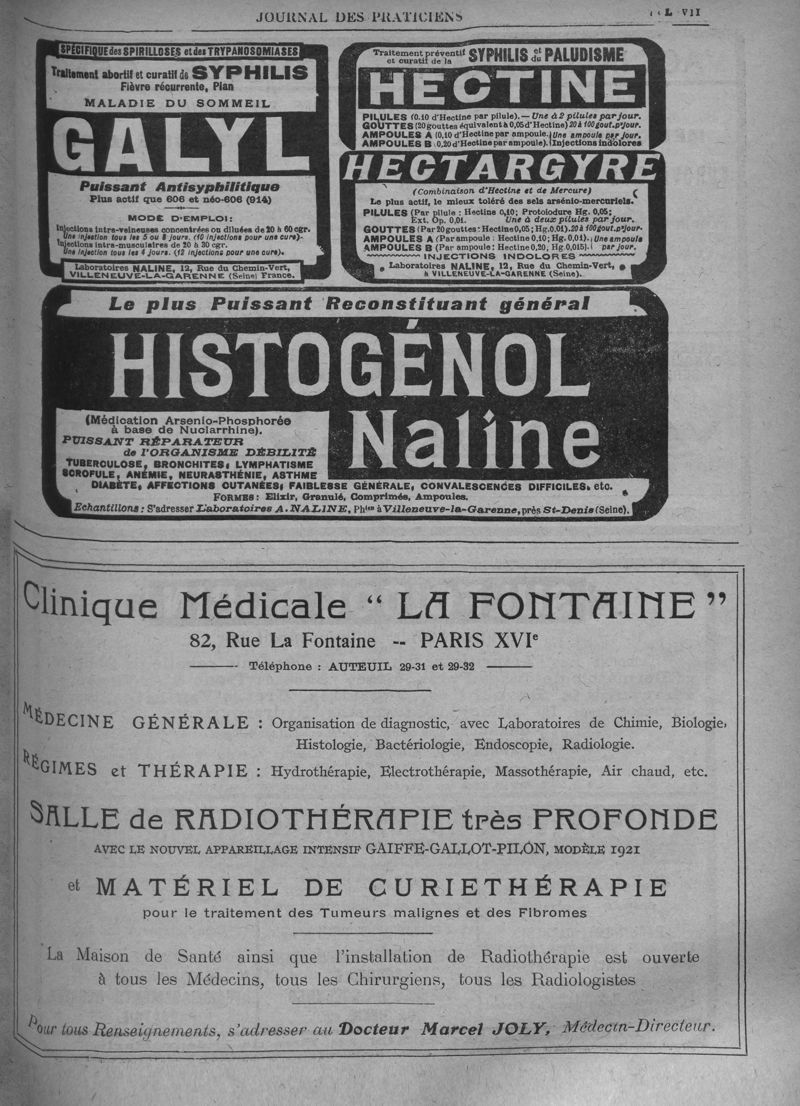 JOURNAL DES PRATICIENS
VII
SPÉCIFIQUE des SPIRILLOSES et des TRYPANOSOMIASES
Traitement abortif et curatif de SYPHILIS
Fièvre récurrente, Pian
MALADIE DU SOMMEIL
GALYL
Puissant Antisyphilitique
Plus actif que 606 et néo-606 (914)
MODE D'EMPLOI:
Injections intra-veineuses concentrées ou diluées de 20 à 60 cgr.
Une injection tous les 5 ou 8 jours. (10 injections pour une cure)-
Injections intra-musculaires de 20 à 30 cgr.
Une injection tous les 4 jours. (12 injections pour une cure).
Laboratoires NALINE, 12, Rue du Chemin-Vert,
VILLENEUVE-LA-GARENNE (Seine) France.
Traitement préventif et curatif de la SYPHILIS et du PALUDISME
HECTINE
PILULES (0.10 d'Hectine par pilule).— Une à 2 pilules par jour.
GOUTTES (20 gouttes équivalent à 0,05 d'Hectine) 20 à 100 gout. p'jour.
AMPOULES A (0,10 d'Hectine par ampoule.) Une ampoule par jour.
AMPOULES B (0,20 d'Hectine par ampoule). Injections indolores
HECTARGYRE
(Combinaison d'Hectine et de Mercure)
Le plus actif, le mieux toléré des sels arsénio-mercuriels.
PILULES (Par pilule: Hectine 0,10; Protoiodure Hg. 0,05;
Ext. Op. 0,01. Une à deux pilules par jour.
GOUTTES (Par 20 gouttes: Hectine 0,05; Hg. 0,01). 20 à 100 gout. p'jour.
AMPOULES A (Par ampoule: Hectine 0,10; Hg. 0,01). Une ampoule
AMPOULES B (Par ampoule: Hectine 0,20, Hg. 0,015). par jour.
INJECTIONS INDOLORES
Laboratoires NALINE, 12, Rue du Chemin-Vert,
à VILLENEUVE-LA-GARENNE (Seine).
Le plus Puissant Reconstituant général
HISTOGÉNOL
Naline
(Médication Arsenio-Phosphorée
à base de Nuclarrhine).
PUISSANT RÉPARATEUR
de l'ORGANISME DÉBILITÉ
TUBERCULOSE, BRONCHITES, LYMPHATISME
SCROFULE, ANÉMIE, NEURASTHÉNIE, ASTHME
DIABÈTE, AFFECTIONS CUTANÉES, FAIBLESSE GÉNÉRALE, CONVALESCENCES DIFFICILES, etc.
FORMES: Elixir, Granulé, Comprimés, Ampoules.
Echantillons: S'adresser Laboratoires A. NALINE, Phien à Villeneuve-la-Garenne, près St-Denis (Seine).
Clinique Médicale “ LA FONTAINE ”
82, Rue La Fontaine -- PARIS XVIe
Téléphone : AUTEUIL 29-31 et 29-32
MÉDECINE GÉNÉRALE : Organisation de diagnostic, avec Laboratoires de Chimie, Biologie,
Histologie, Bactériologie, Endoscopie, Radiologie.
RÉGIMES et THÉRAPIE : Hydrothérapie, Electrothérapie, Massothérapie, Air chaud, etc.
SALLE de RADIOTHÉRAPIE très PROFONDE
AVEC LE NOUVEL APPAREILLAGE INTENSIF GAIFFE-GALLOT-PILON, MODÈLE 1921
et MATÉRIEL DE CURIETHÉRAPIE
pour le traitement des Tumeurs malignes et des Fibromes
La Maison de Santé ainsi que l'installation de Radiothérapie est ouverte
à tous les Médecins, tous les Chirurgiens, tous les Radiologistes
Pour tous Renseignements, s'adresser au Docteur Marcel JOLY, Médecin-Directeur.